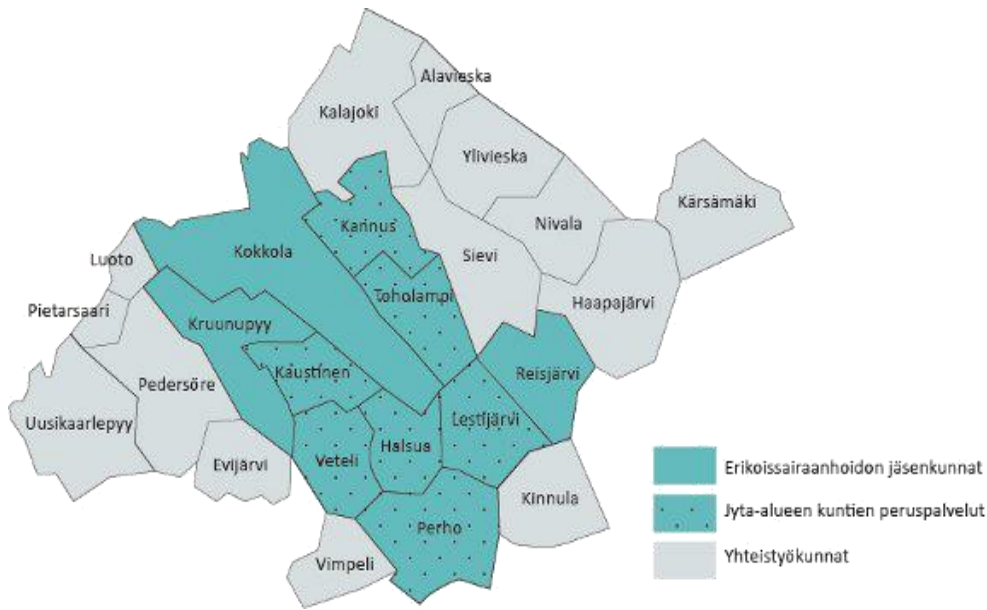 Alavieska
Kalajoki
Ylivieska
Kärsämäki
Nivala
Kannus
Kokkola
Sievi
Luoto
Toholampi
Haapajärvi
Pietarsaari
Kruunupyy
Kaustinen
Reisjärvi
Pedersöre
Lestijärvi
Uusikaarlepyy
Halsua
Veteli
Evijärvi
Kinnula
Perho
Vimpeli
Erikoissairaanhoidon jäsenkunnat
Jyta-alueen kuntien peruspalvelut
Yhteistyökunnat